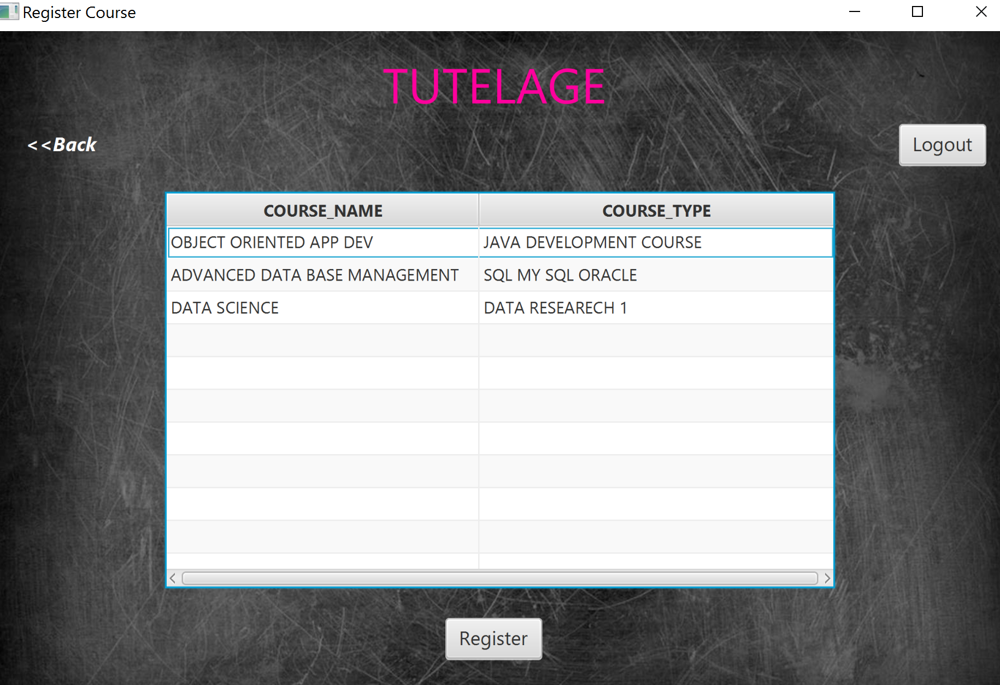 Register Course
TUTELAGE
<<Back
Logout
COURSE_NAME COURSE_TYPE
OBJECT ORIENTED APP DEV JAVA DEVELOPMENT COURSE
ADVANCED DATA BASE MANAGEMENT SQL MY SQL ORACLE
DATA SCIENCE DATA RESEARECH 1
Register